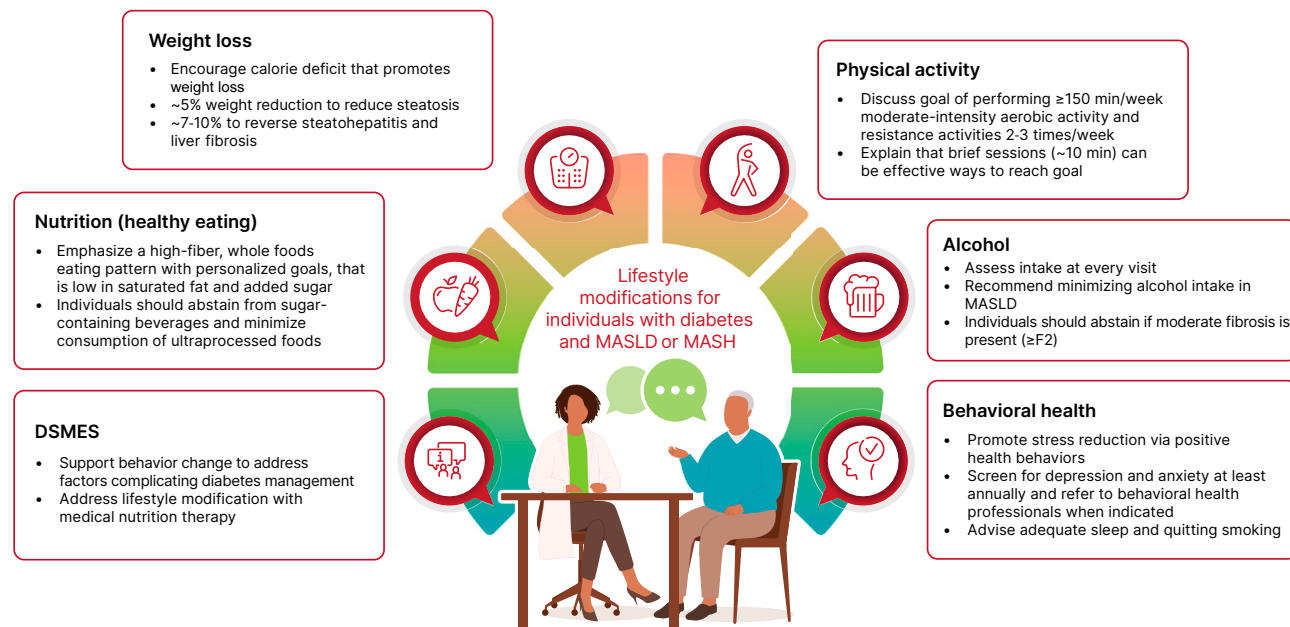 Weight loss
• Encourage calorie deficit that promotes
weight loss
• ~5% weight reduction to reduce steatosis
• ~7-10% to reverse steatohepatitis and
liver fibrosis
Physical activity
• Discuss goal of performing ≥150 min/week
moderate-intensity aerobic activity and
resistance activities 2-3 times/week
• Explain that brief sessions (~10 min) can
be effective ways to reach goal
Nutrition (healthy eating)
• Emphasize a high-fiber, whole foods
eating pattern with personalized goals, that
is low in saturated fat and added sugar
• Individuals should abstain from sugar-
containing beverages and minimize
consumption of ultraprocessed foods
Lifestyle
modifications for
individuals with diabetes
and MASLD or MASH
Alcohol
• Assess intake at every visit
• Recommend minimizing alcohol intake in
MASLD
• Individuals should abstain if moderate fibrosis is
present (≥F2)
DSMES
• Support behavior change to address
factors complicating diabetes management
• Address lifestyle modification with
medical nutrition therapy
i
Behavioral health
• Promote stress reduction via positive
health behaviors
• Screen for depression and anxiety at least
annually and refer to behavioral health
professionals when indicated
• Advise adequate sleep and quitting smoking